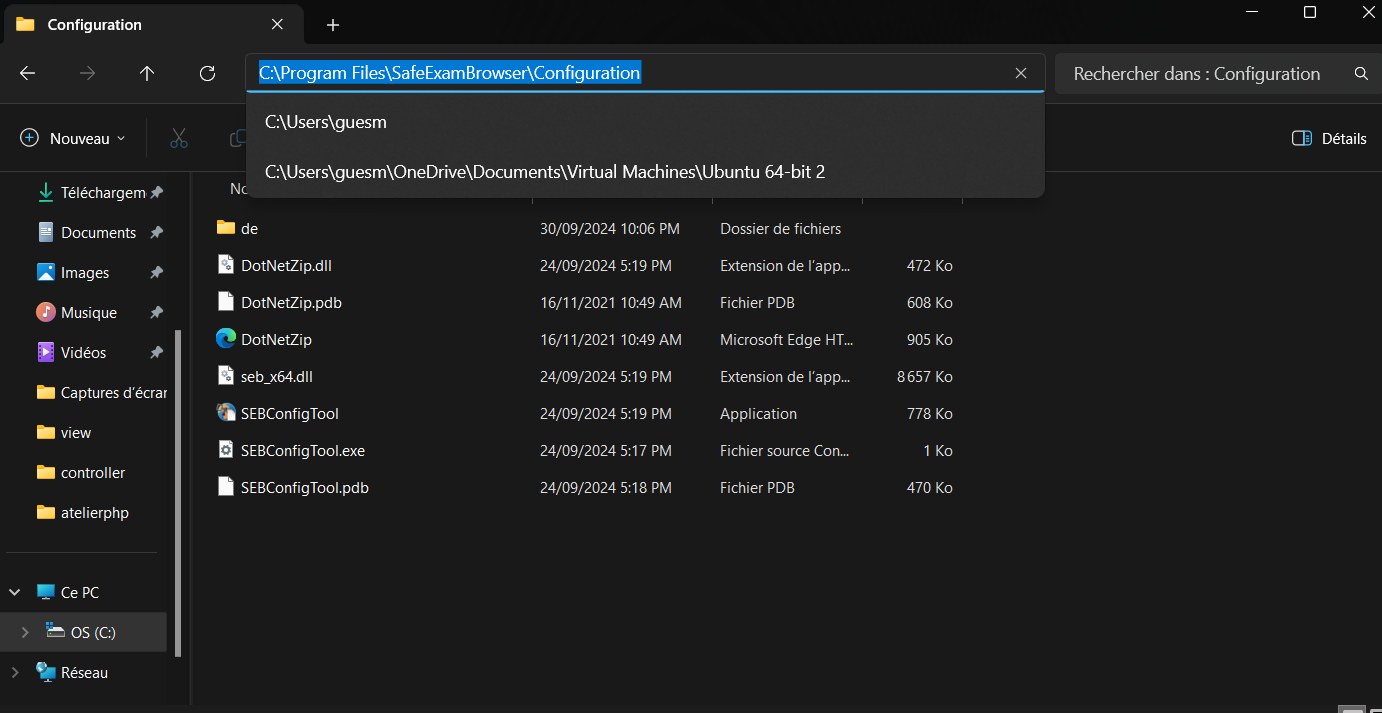 Configuration
C:\Program Files\SafeExamBrowser\Configuration
Rechercher dans : Configuration
C:\Users\guesm
C:\Users\guesm\OneDrive\Documents\Virtual Machines\Ubuntu 64-bit 2
Nouveau
Détails
Téléchargem
Documents
Images
Musique
Vidéos
Captures d'écrar
view
controller
atelierphp
Ce PC
OS (C:)
Réseau
No
de 30/09/2024 10:06 PM Dossier de fichiers
DotNetZip.dll 24/09/2024 5:19 PM Extension de l'app... 472 Ko
DotNetZip.pdb 16/11/2021 10:49 AM Fichier PDB 608 Ko
DotNetZip 16/11/2021 10:49 AM Microsoft Edge HT... 905 Ko
seb_x64.dll 24/09/2024 5:19 PM Extension de l'app... 8 657 Ko
SEBConfigTool 24/09/2024 5:19 PM Application 778 Ko
SEBConfigTool.exe 24/09/2024 5:17 PM Fichier source Con... 1 Ko
SEBConfigTool.pdb 24/09/2024 5:18 PM Fichier PDB 470 Ko